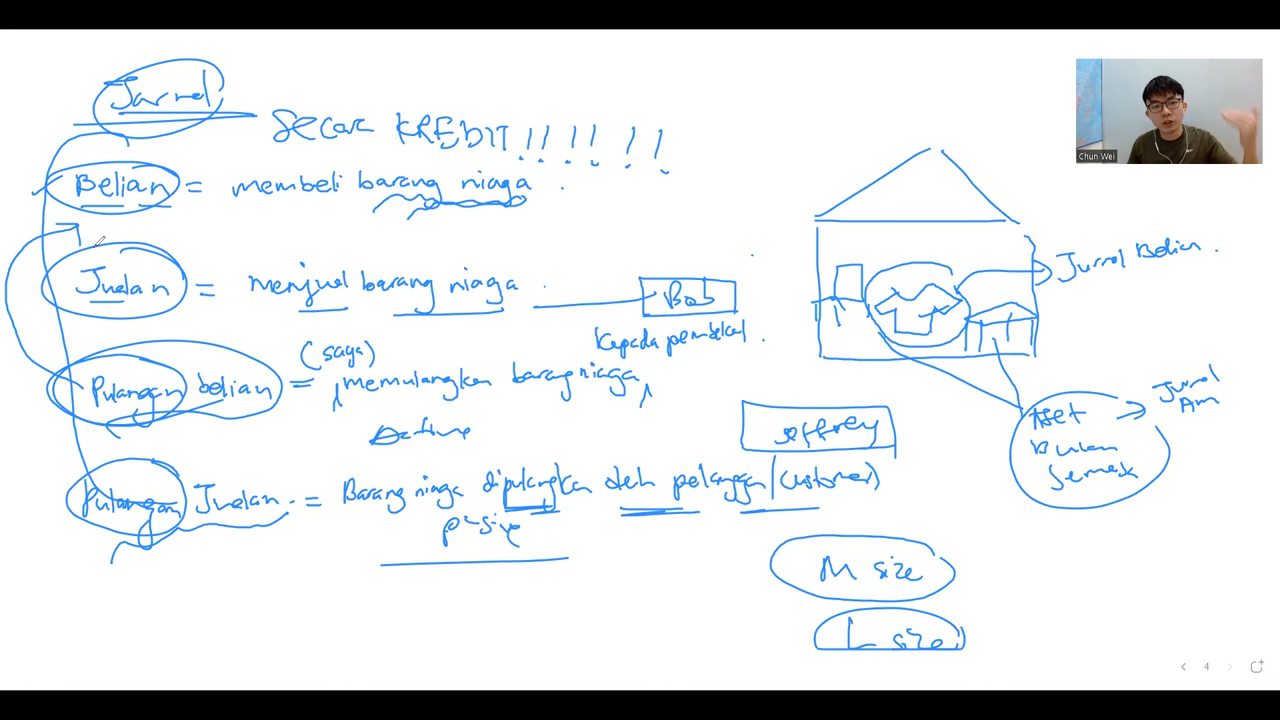 Jurnal
Secara KREDIT!!!!!!
Belian = membeli barang niaga.
Jualan = menjual barang niaga.
Bob
Kepada pembekal.
Pulangan belian = (saya) memulangkan barang niaga,
Jeffrey
Pulangan Jualan. = Barang niaga dipulangkan oleh pelanggan/(customer)
M size
L size
Jurnal Belian.
Aset
Bukan
Semasa
Jurnal
Am
Chun Wei
4